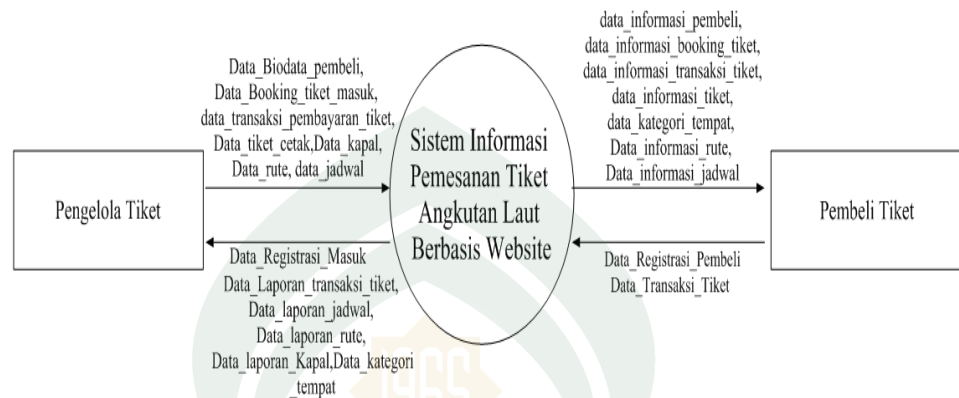 Pengelola Tiket
Data_Biodata_pembeli,
Data_Booking_tiket_masuk,
data_transaksi_pembayaran_tiket,
Data_tiket_cetak,Data_kapal,
Data_rute, data_jadwal
Data_Registrasi_Masuk
Data_Laporan_transaksi_tiket,
Data_laporan_jadwal,
Data_laporan_rute,
Data_laporan_Kapal,Data_kategori
_tempat
Sistem Informasi
Pemesanan Tiket
Angkutan Laut
Berbasis Website
data_informasi_pembeli,
data_informasi_booking_tiket,
data_informasi_transaksi_tiket,
data_informasi_tiket,
data_kategori_tempat,
Data_informasi_rute,
Data_informasi_jadwal
Data_Registrasi_Pembeli
Data_Transaksi_Tiket
Pembeli Tiket
1965